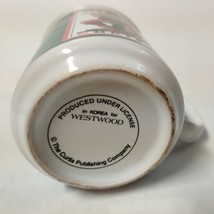 PRODUCED UNDER LICENSE
in KOREA for
WESTWOOD
© The Curtis Publishing Company